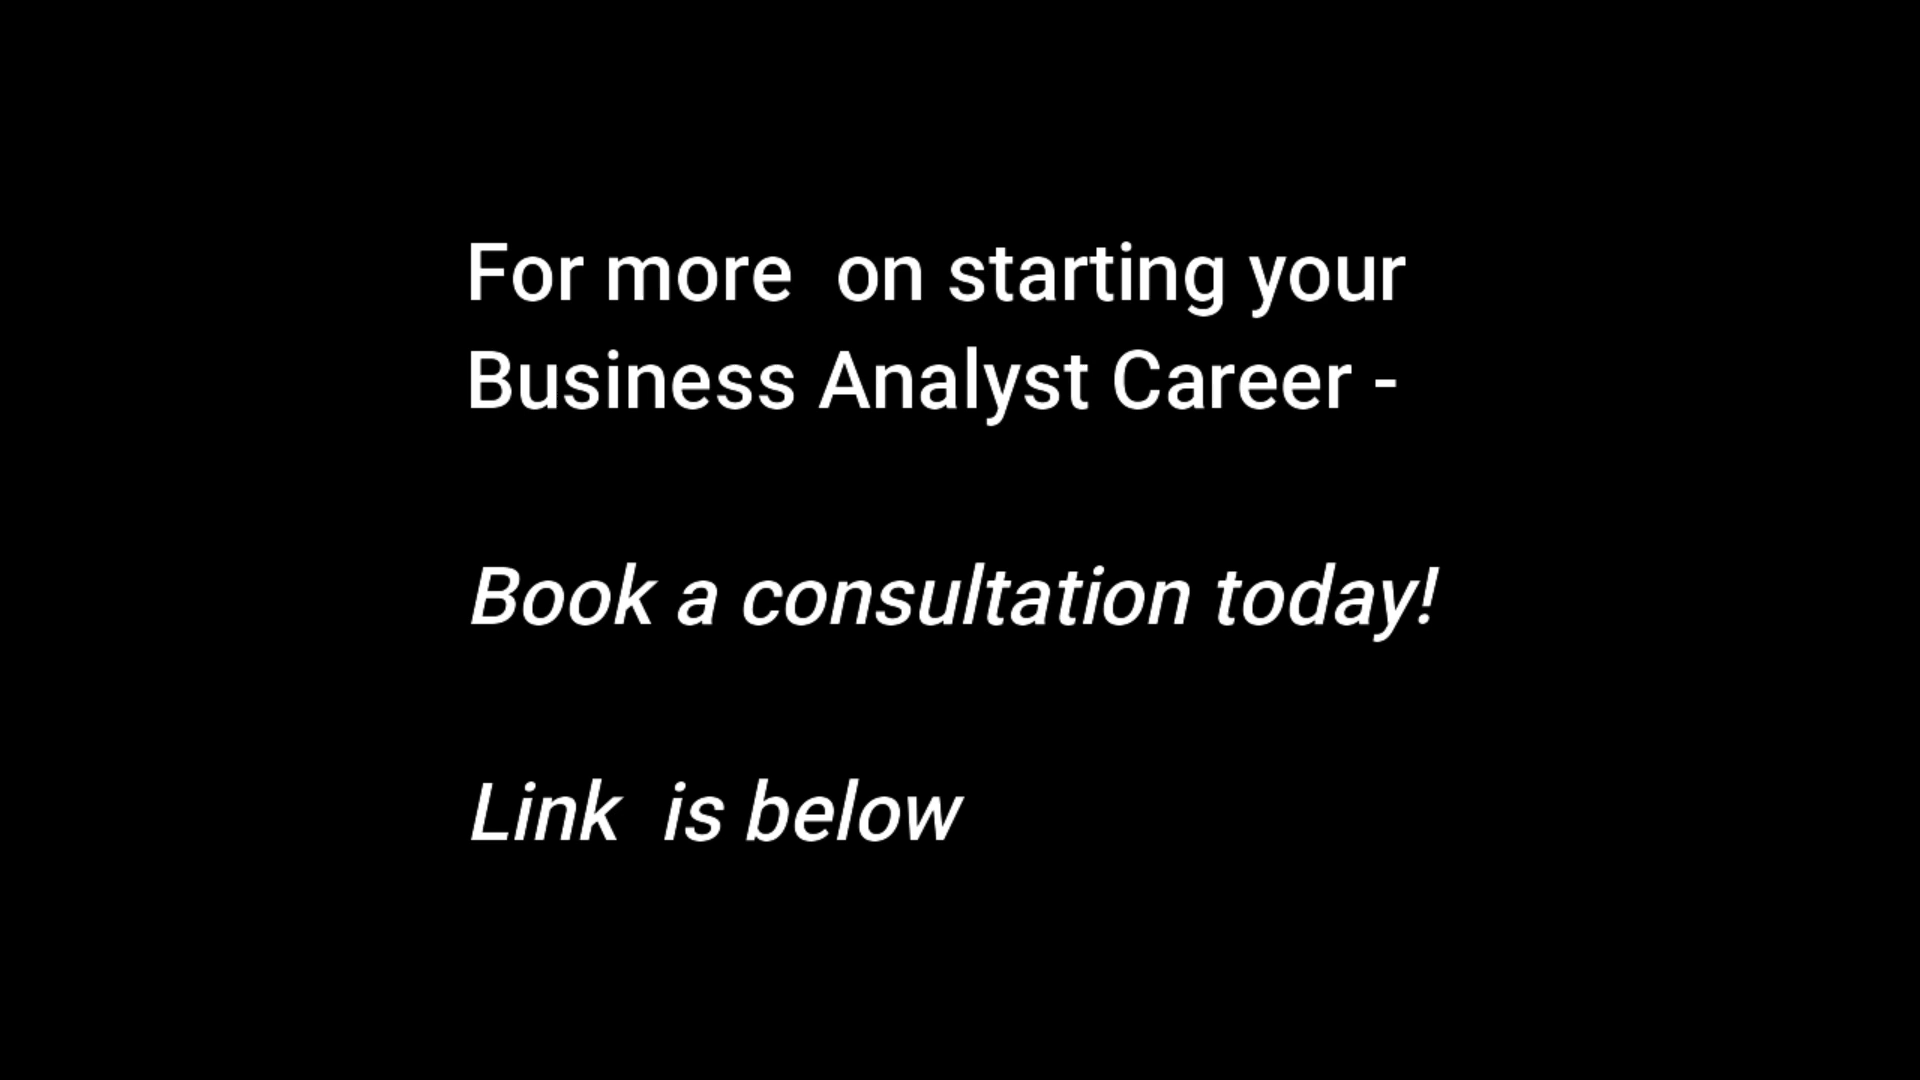 For more  on starting your
Business Analyst Career -
Book a consultation today!
Link  is below